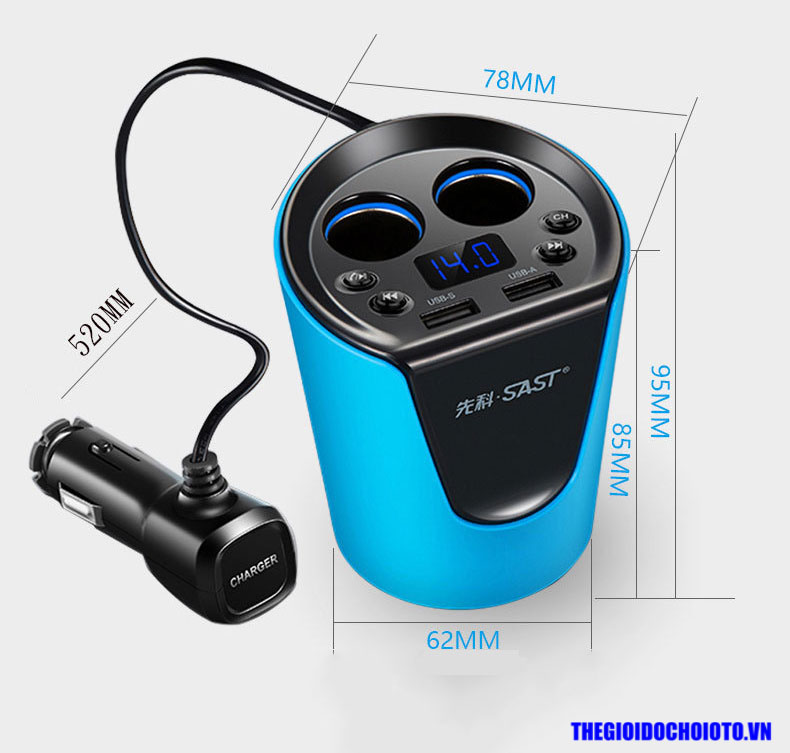 78MM
CH
14.0
USB-A
USB-S
520MM
先科·SAST®
95MM
85MM
CHARGER
62MM
THEGIOIDOCHOIOTO.VN